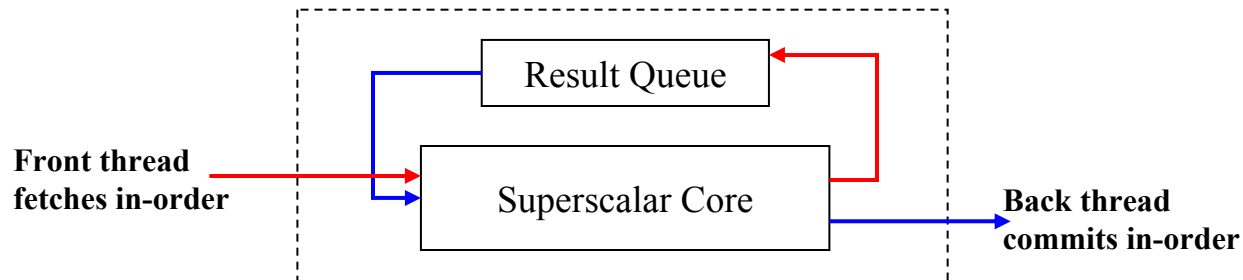 Result Queue
Front thread
fetches in-order
Superscalar Core
Back thread
commits in-order